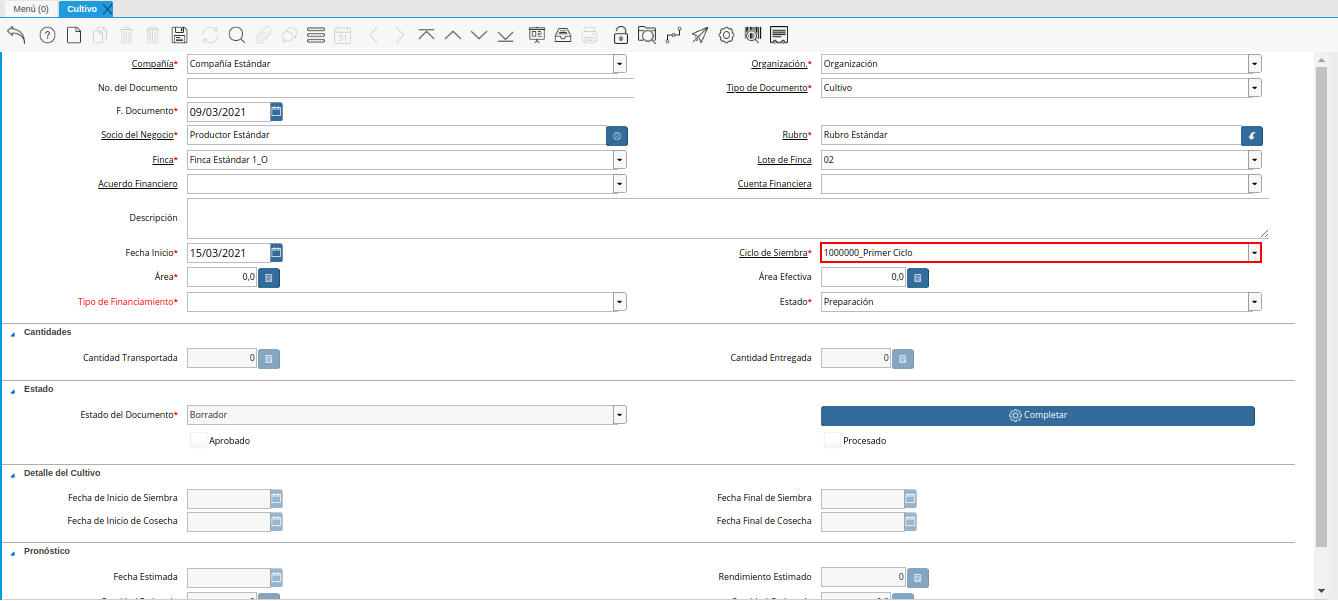 Menú (0) Cultivo
31
Compañía* Compañía Estándar Organización.* Organización
No. del Documento Tipo de Documento* Cultivo
F. Documento* 09/03/2021
Socio del Negocio* Productor Estándar Rubro* Rubro Estándar
Finca* Finca Estándar 1_O Lote de Finca 02
Acuerdo Financiero Cuenta Financiera
Descripción
Fecha Inicio* 15/03/2021 Ciclo de Siembra* 1000000_Primer Ciclo
Área* 0,0 Área Efectiva 0,0
Tipo de Financiamiento* Estado* Preparación
Cantidades
Cantidad Transportada 0 Cantidad Entregada 0
Estado
Estado del Documento* Borrador Completar
Aprobado Procesado
Detalle del Cultivo
Fecha de Inicio de Siembra Fecha Final de Siembra
Fecha de Inicio de Cosecha Fecha Final de Cosecha
Pronóstico
Fecha Estimada Rendimiento Estimado 0